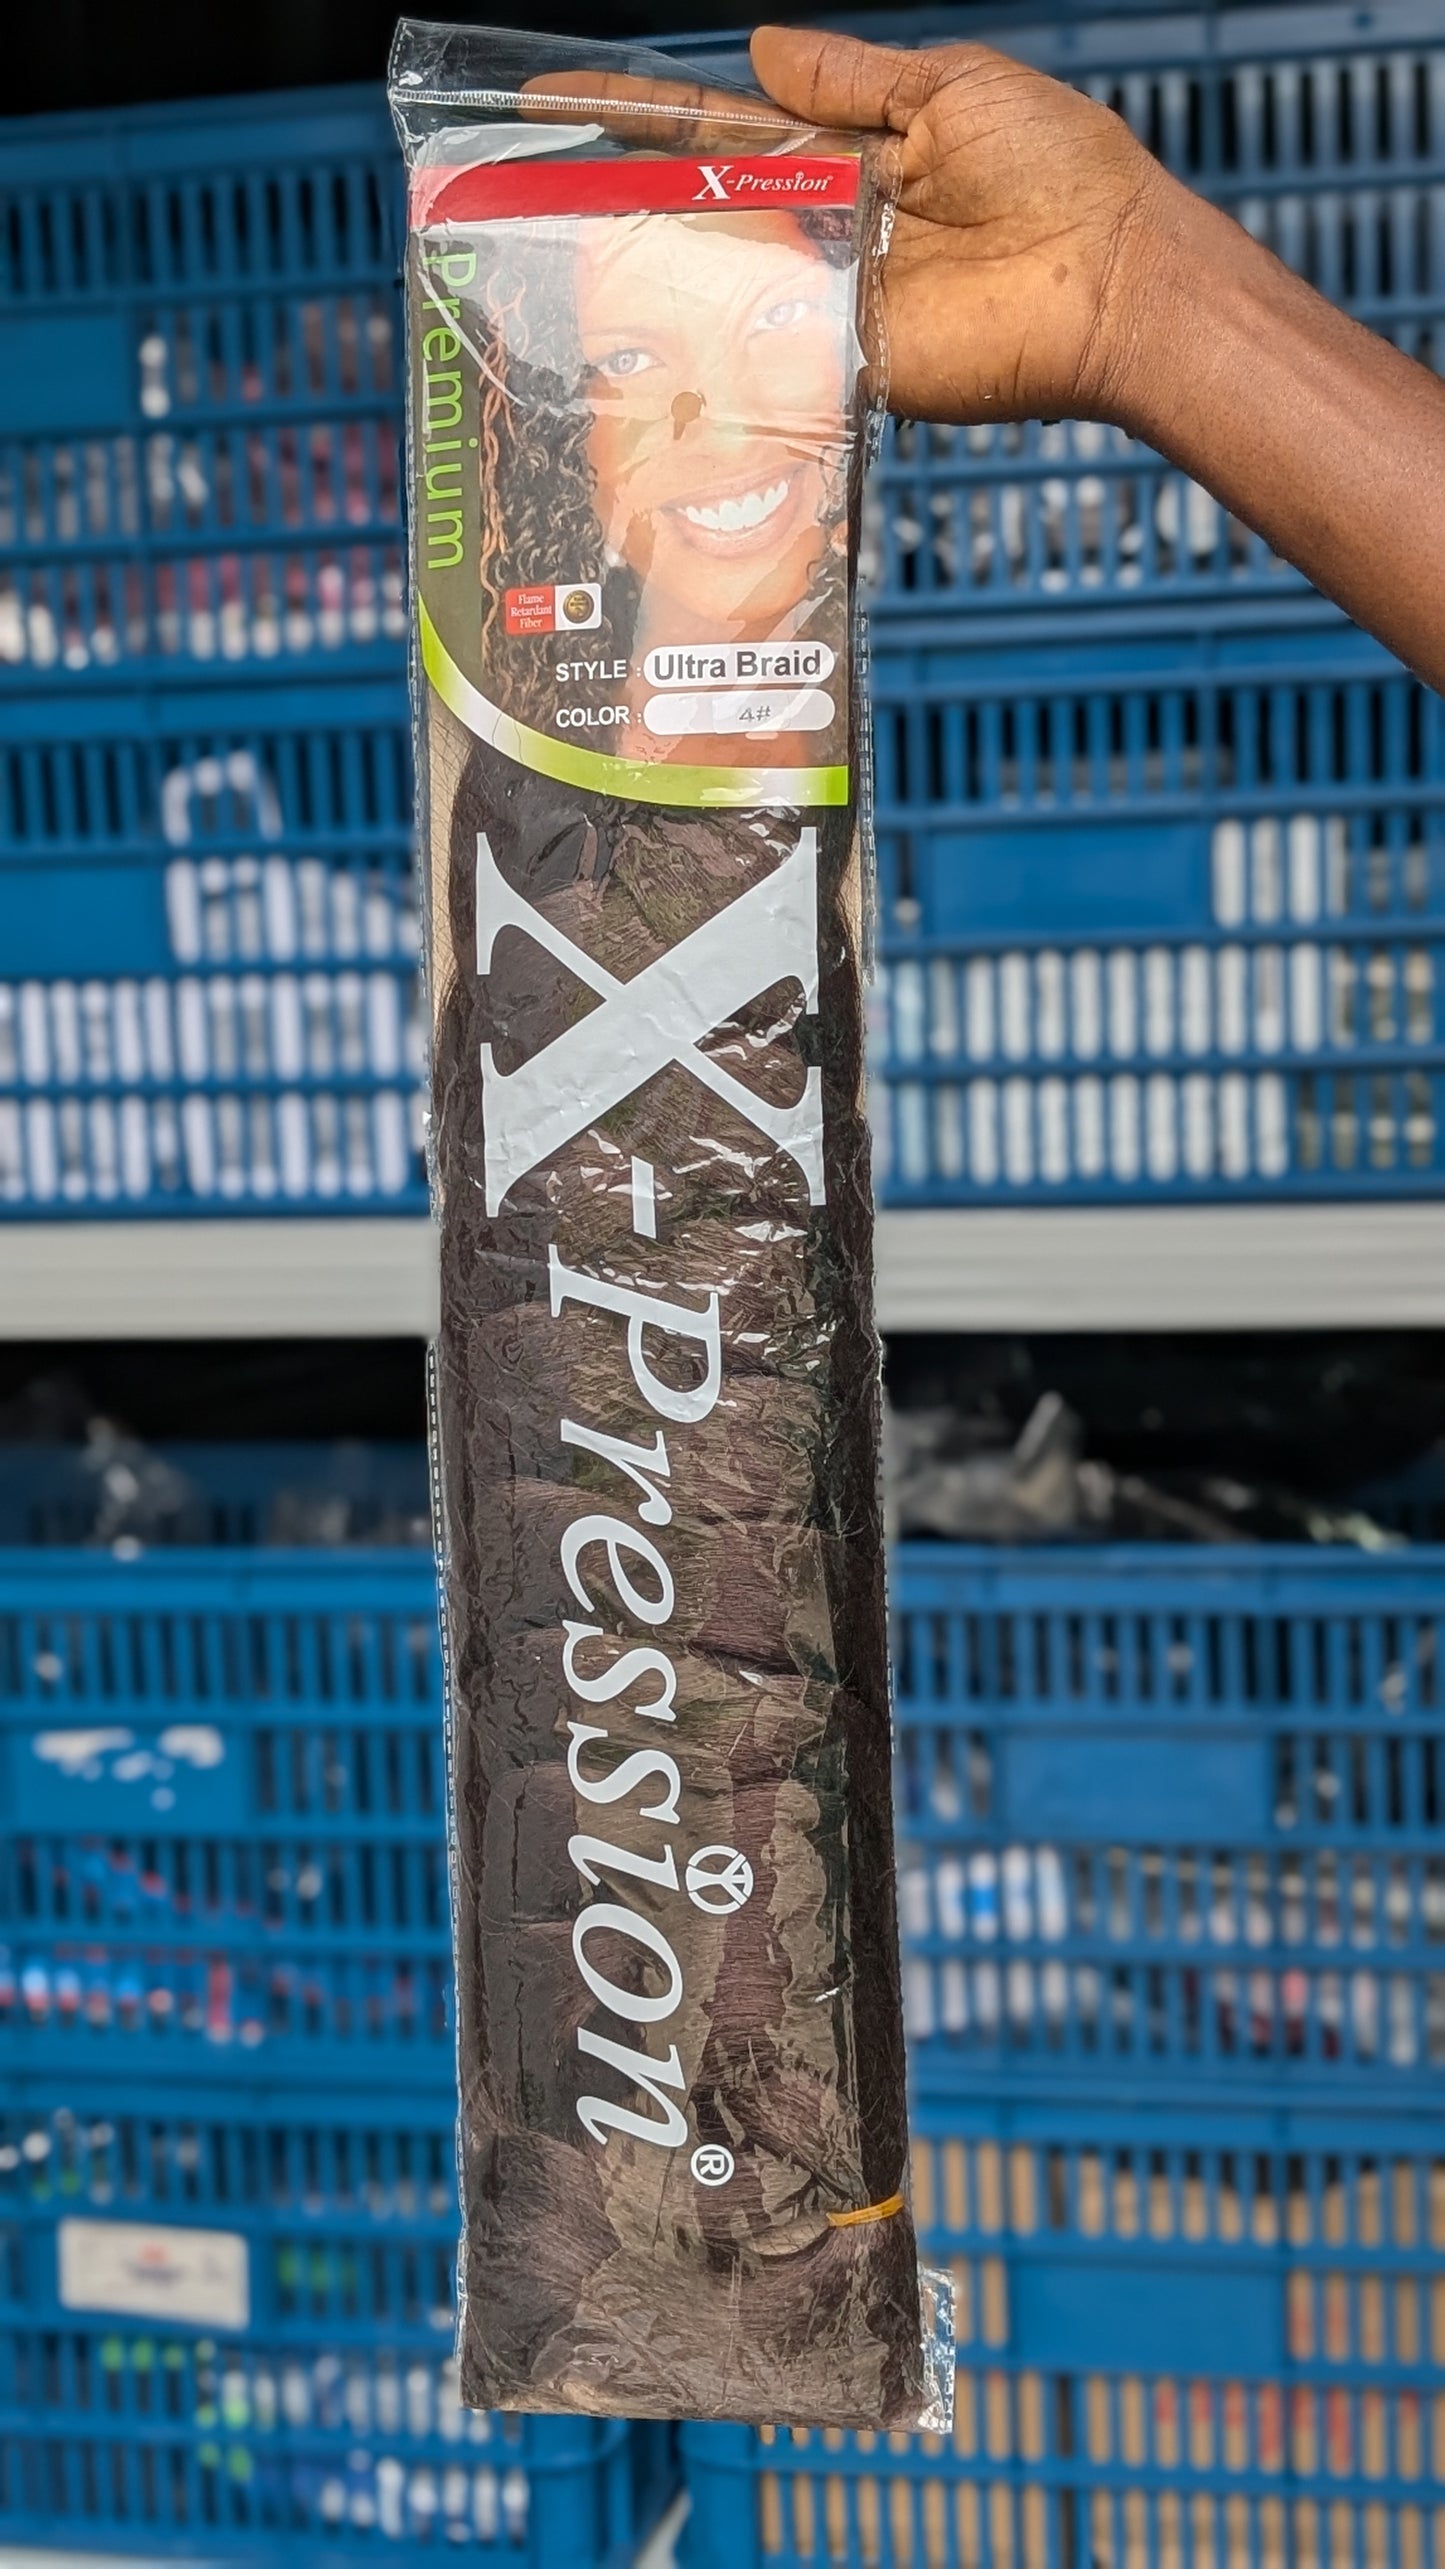 X-Pression®
Premium
Flame
Retardant
Fiber
STYLE : Ultra Braid
COLOR : 4#
X-Pression®